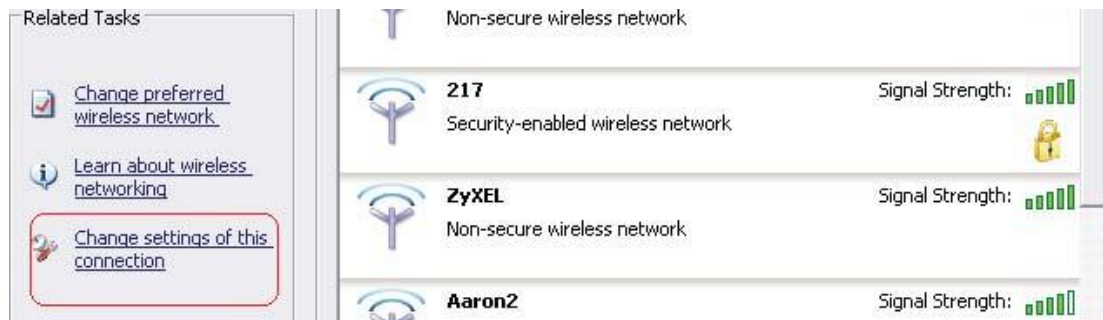 Related Tasks
Change preferred
wireless network
Learn about wireless
networking
Change settings of this
connection
Non-secure wireless network
217
Signal Strength:
Security-enabled wireless network
ZyXEL
Signal Strength:
Non-secure wireless network
Aaron2
Signal Strength: